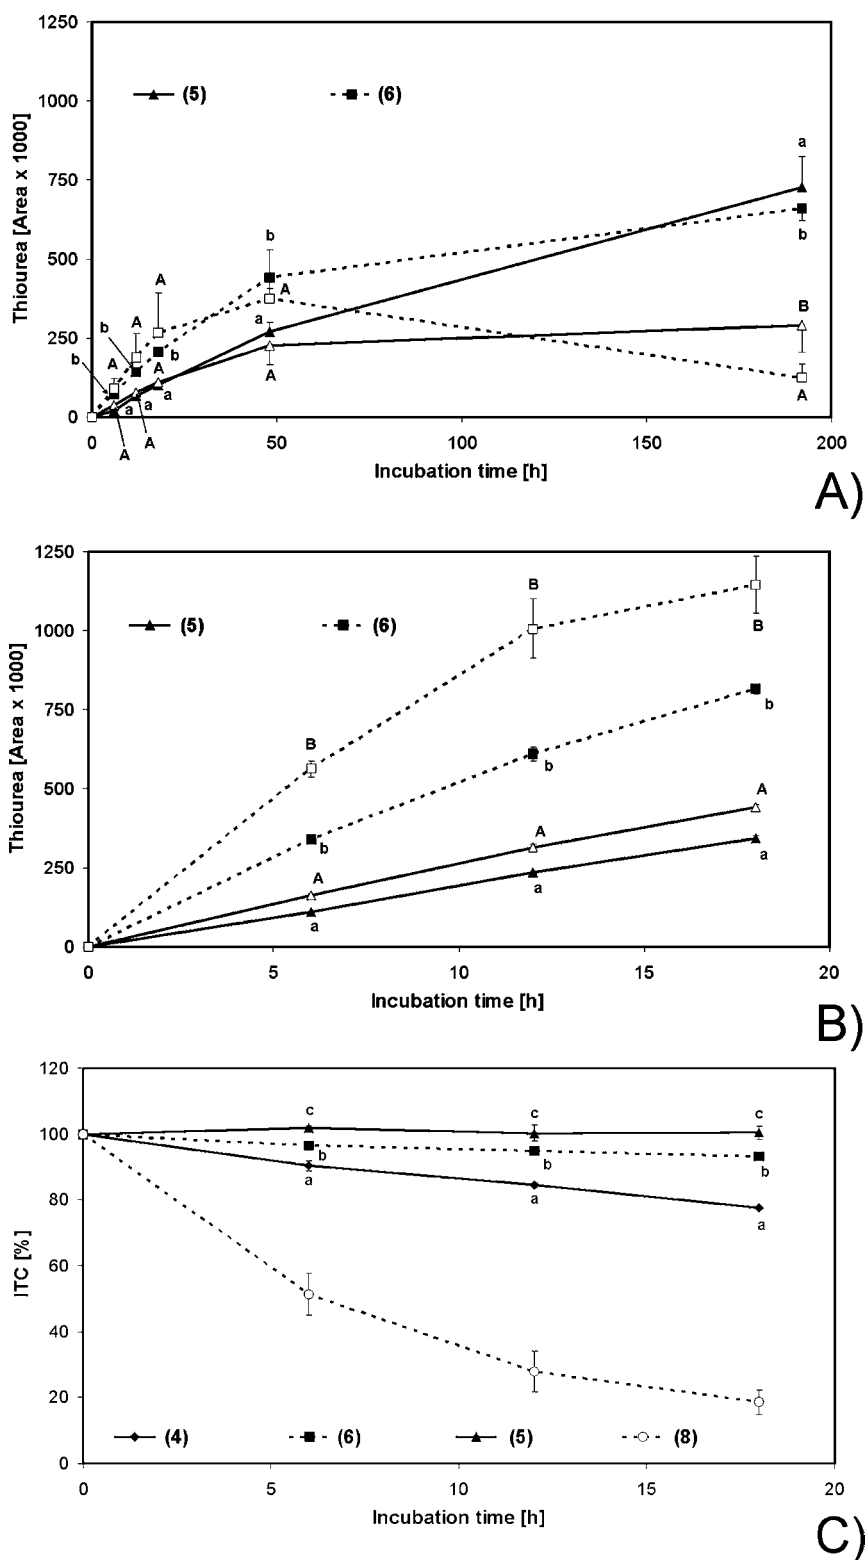 1250
1000
750
500
250
0
Thiourea [Area x 1000]
(5) (6)
a
b
b A
A a B
A A
b A b
b A A a A
a a A
A A
0 50 100 150 200
Incubation time [h]
A)
1250
1000
750
500
250
0
Thiourea [Area x 1000]
(5) (6)
B
B
B b
b A
b A
A a
a a
0 5 10 15 20
Incubation time [h]
B)
120
100
80
60
40
20
0
ITC [%]
c c c
b b b
a a a
(4) (6) (5) (8)
0 5 10 15 20
Incubation time [h]
C)